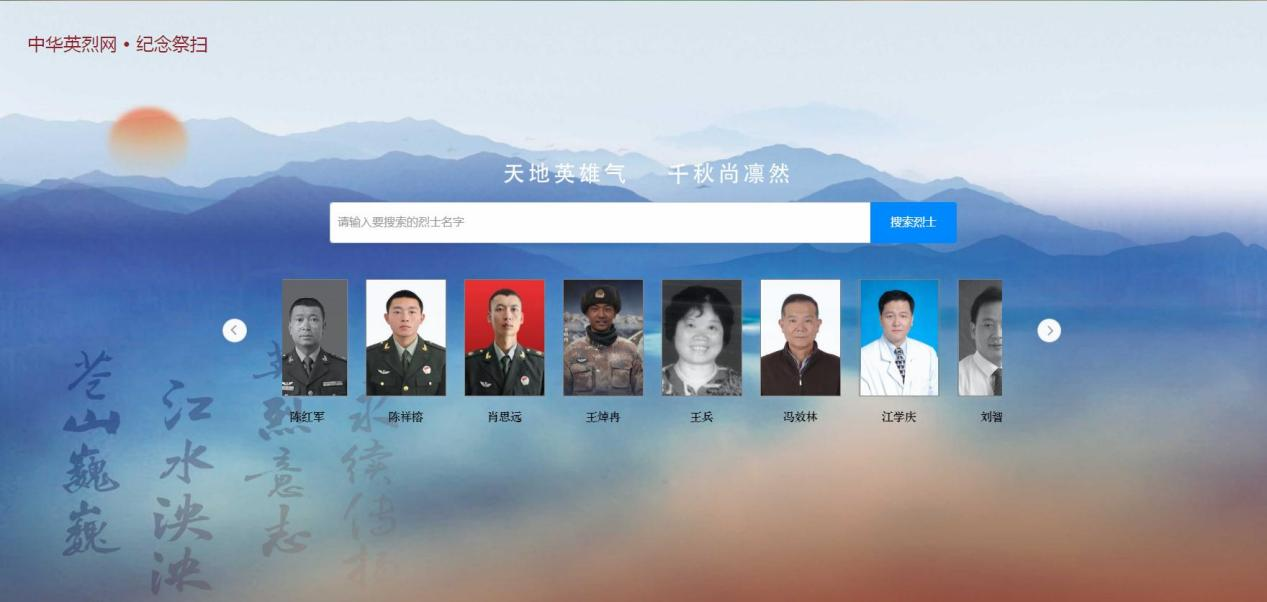 中华英烈网•纪念祭扫
天地英雄气 千秋尚凛然
请输入要搜索的烈士名字
搜索烈士
陈红军
陈祥榕
肖思远
王焯冉
王兵
冯效林
江学庆
刘智
苍山巍巍
江水泱泱
英烈意志
永续传扬